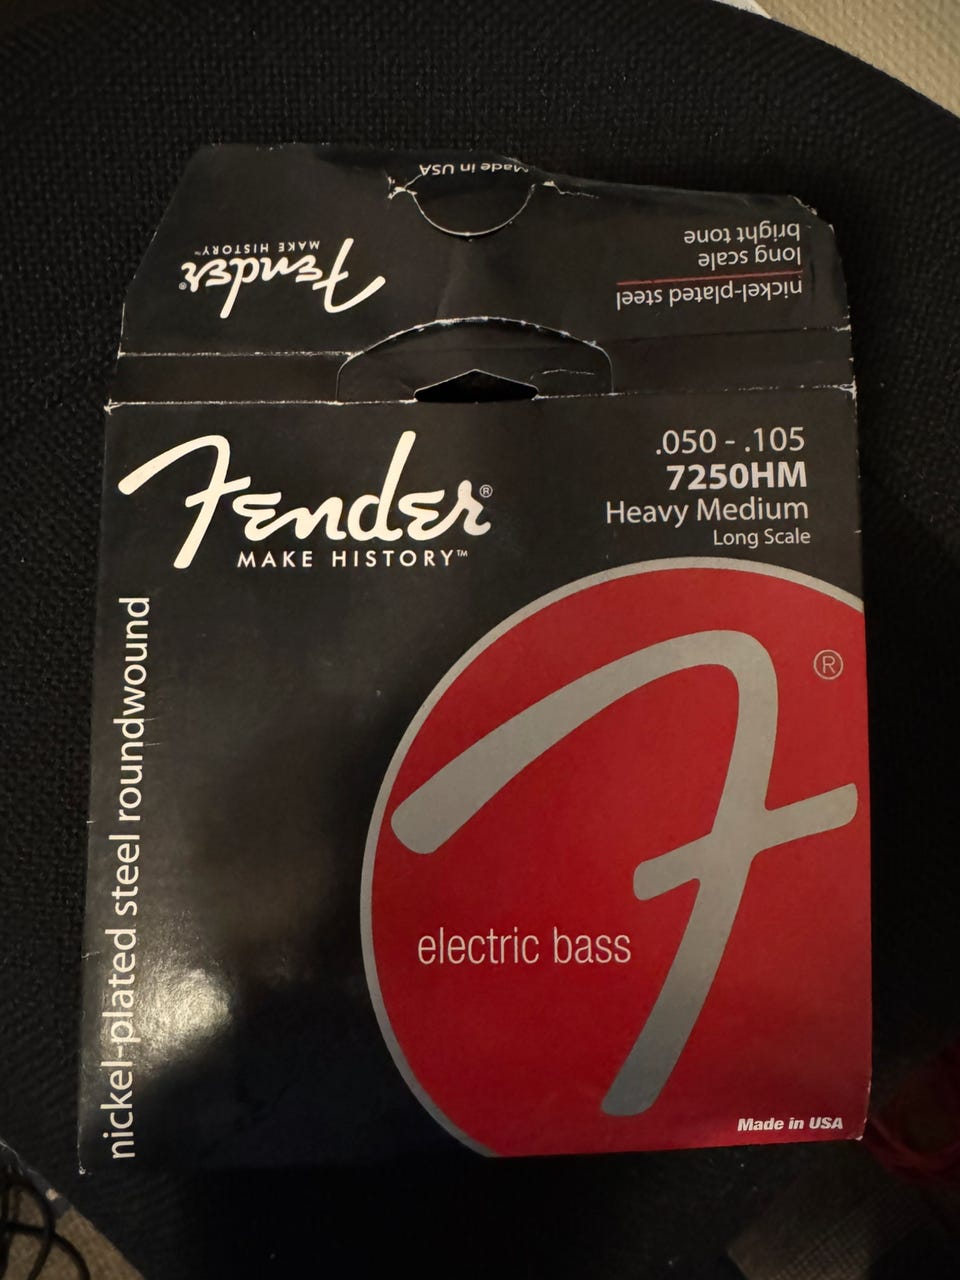 Made in USA
Fender®
MAKE HISTORY™
nickel-plated steel
long scale
bright tone
Fender®
MAKE HISTORY™
.050 - .105
7250HM
Heavy Medium
Long Scale
nickel-plated steel roundwound
F®
electric bass
Made in USA